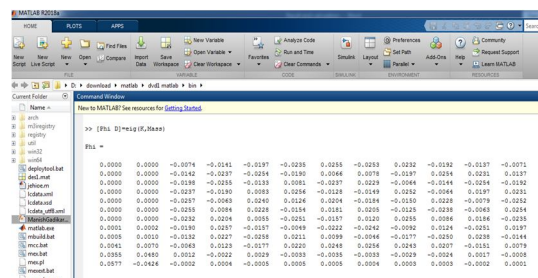 MATLAB R2018a
HOME PLOTS APPS
New Script
New Live Script
New
Open
Find Files
Compare
Import Data
Save Workspace
New Variable
Open Variable
Clear Workspace
Favorites
Analyze Code
Run and Time
Clear Commands
Simulink
Layout
Preferences
Set Path
Parallel
Add-Ons
Help
Community
Request Support
Learn MATLAB
FILE VARIABLE CODE SIMULINK ENVIRONMENT RESOURCES
D: download matlab dvd1 matlab bin
Current Folder
Name
arch
m3iregistry
registry
util
win32
win64
deploytool.bat
des1.mat
lcdata.xml
lcdata.xsd
lcdata_utf8.xml
matlab.exe
mbuild.bat
mcc.bat
mex.bat
mex.pl
mexext.bat
Command Window
New to MATLAB? See resources for Getting Started.
>> [Phi D]=eig(K,Mass)
Phi =
0.0000 0.0000 -0.0074 -0.0141 -0.0197 -0.0235 0.0255 -0.0253 0.0232 -0.0192 -0.0137 -0.0071
0.0000 0.0000 -0.0142 -0.0237 -0.0254 -0.0190 0.0066 0.0078 -0.0197 0.0254 0.0231 0.0137
0.0000 0.0000 -0.0198 -0.0255 -0.0133 0.0081 -0.0237 0.0229 -0.0064 -0.0144 -0.0254 -0.0192
0.0000 0.0000 -0.0237 -0.0190 0.0083 0.0256 -0.0128 -0.0149 0.0252 -0.0064 0.0197 0.0231
0.0000 0.0000 -0.0257 -0.0063 0.0240 0.0126 0.0204 -0.0184 -0.0150 0.0228 -0.0079 -0.0252
0.0000 0.0000 -0.0255 0.0084 0.0228 -0.0154 0.0181 0.0205 -0.0125 -0.0238 -0.0063 0.0254
0.0000 0.0000 -0.0232 0.0204 0.0055 -0.0251 -0.0157 0.0120 0.0255 0.0086 0.0186 -0.0235
0.0001 0.0002 -0.0190 0.0257 -0.0157 -0.0049 -0.0222 -0.0242 -0.0092 0.0124 -0.0251 0.0197
0.0005 0.0010 -0.0132 0.0227 -0.0258 0.0211 0.0099 -0.0046 -0.0177 -0.0250 0.0238 -0.0144
0.0041 0.0070 -0.0063 0.0123 -0.0177 0.0220 0.0248 0.0256 0.0243 0.0207 -0.0151 0.0079
0.0355 0.0480 0.0012 -0.0022 0.0029 -0.0033 -0.0035 -0.0033 -0.0029 -0.0024 0.0017 -0.0008
0.0577 -0.0426 -0.0002 0.0004 -0.0005 0.0005 0.0005 0.0004 0.0003 0.0003 -0.0002 0.0001